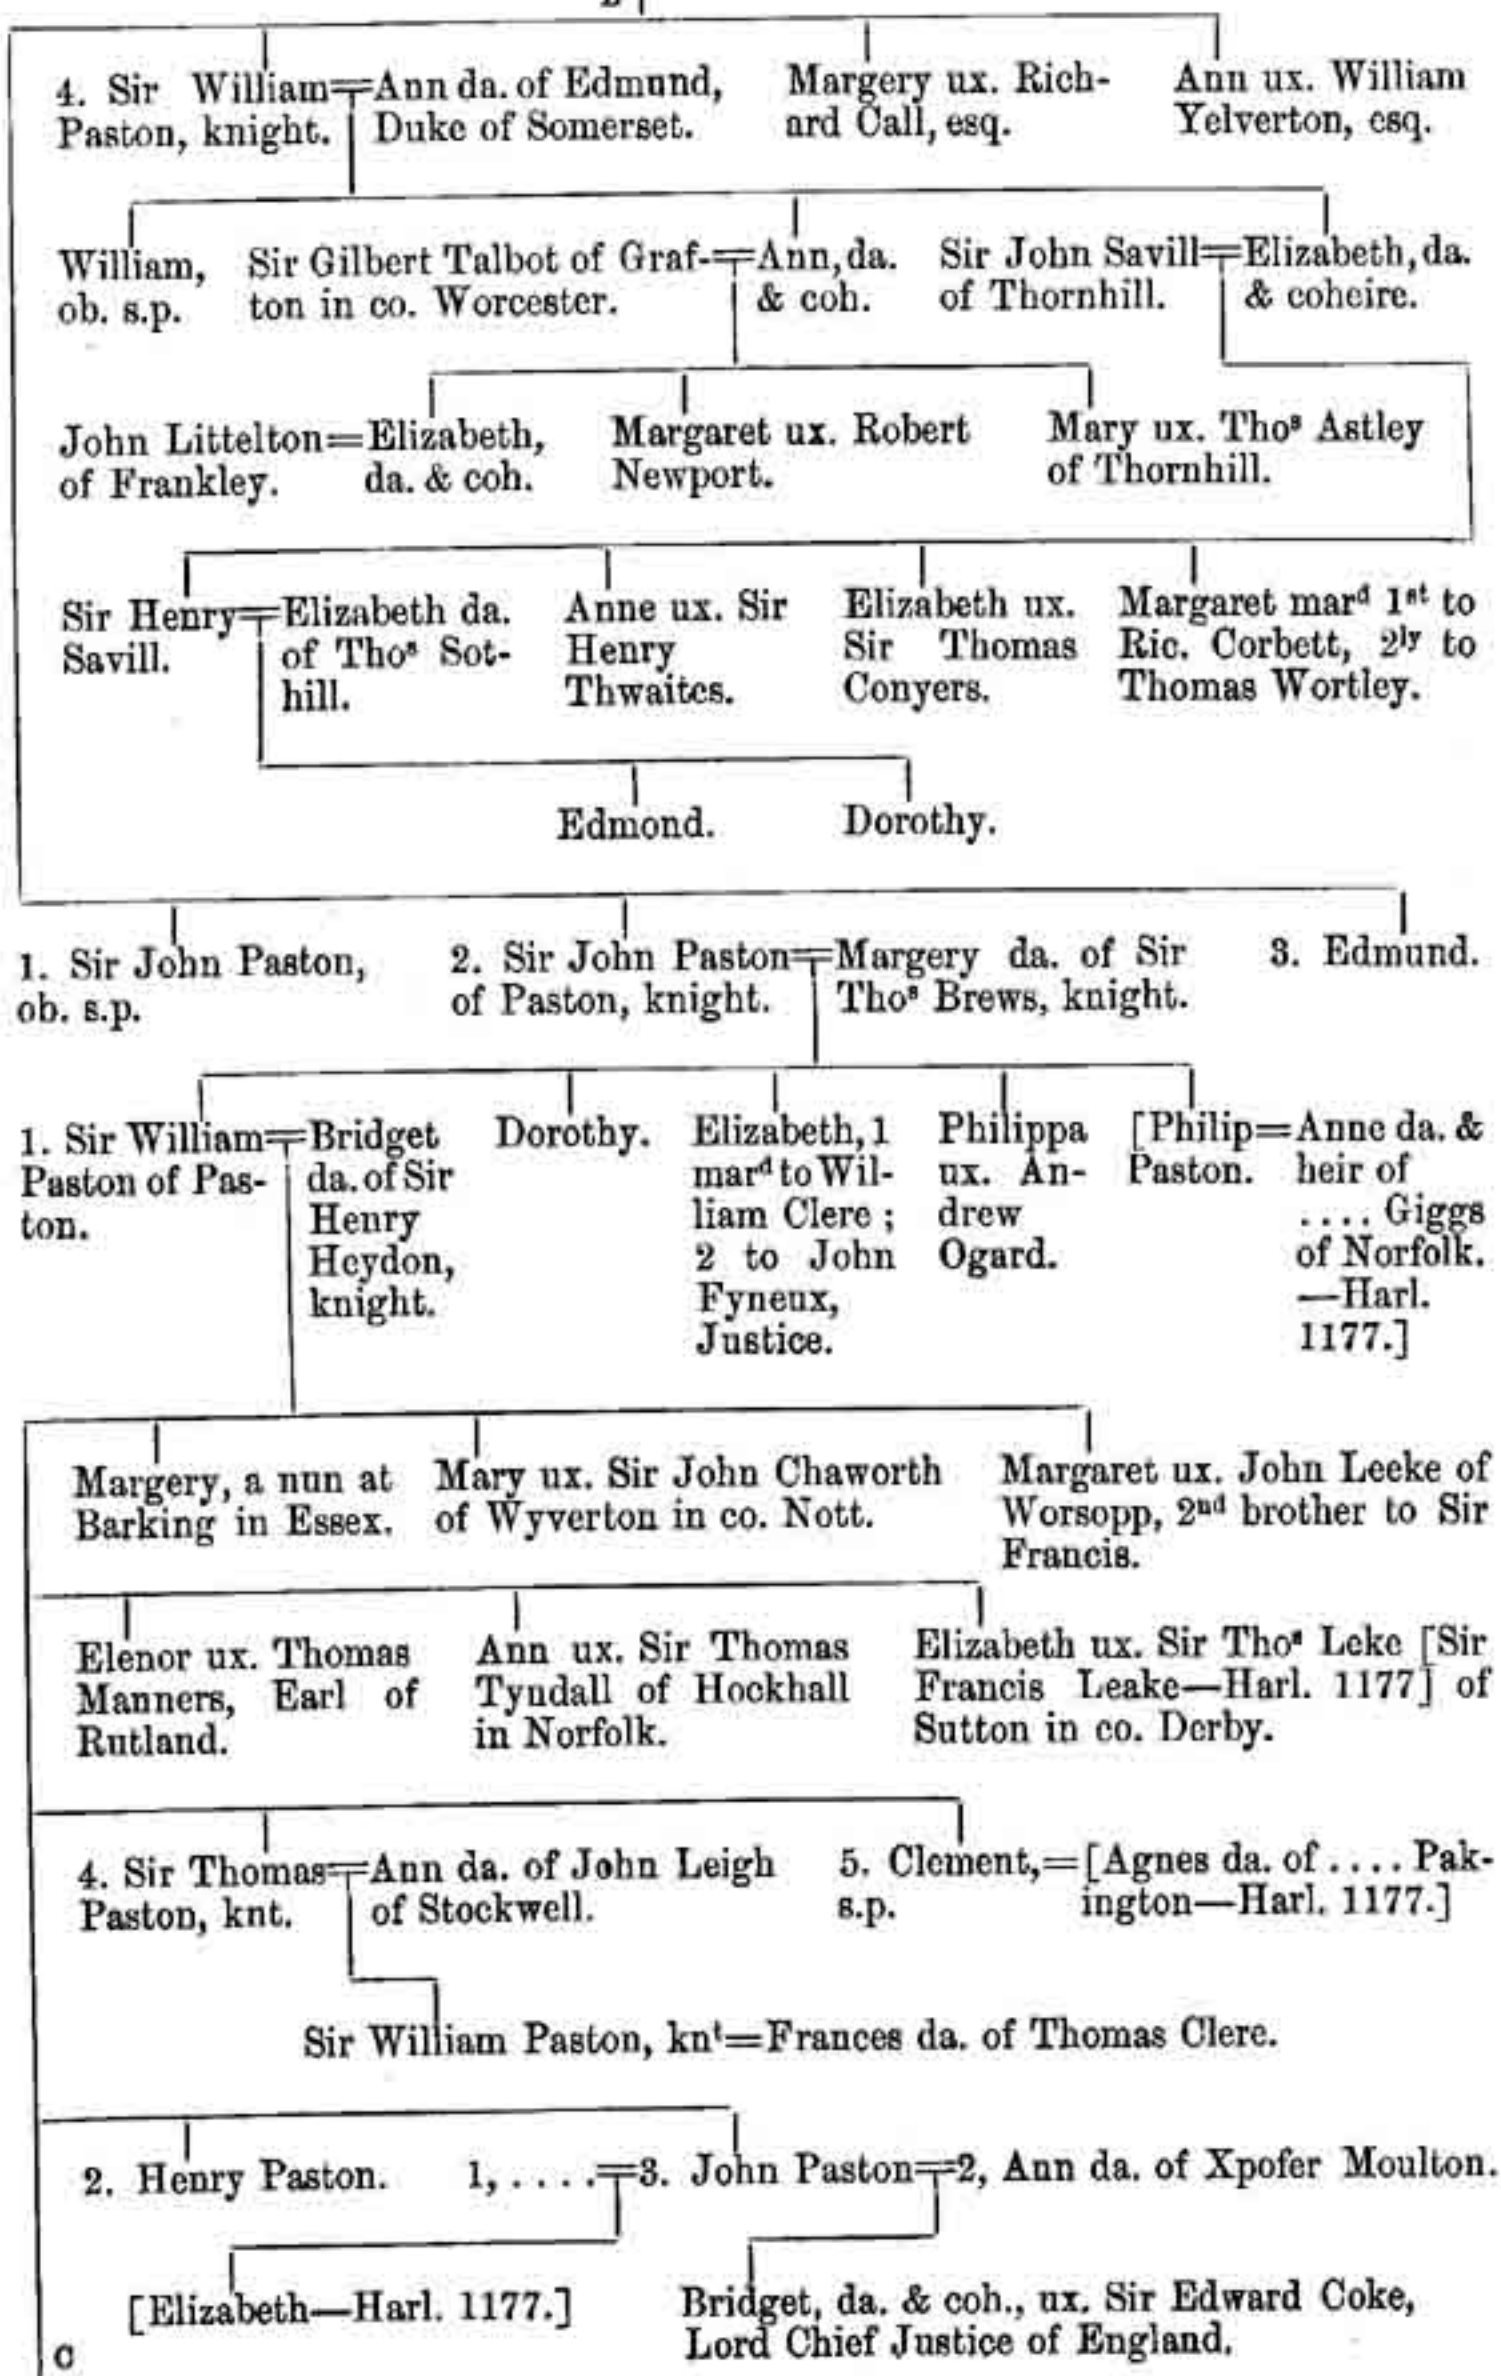 4. Sir William=Ann da. of Edmund,
Paston, knight. Duke of Somerset.
Margery ux. Rich-
ard Call, esq.
Ann ux. William
Yelverton, esq.
William,
ob. s.p.
Sir Gilbert Talbot of Graf-=Ann, da.
ton in co. Worcester. & coh.
Sir John Savill=Elizabeth, da.
of Thornhill. & coheire.
John Littelton=Elizabeth,
of Frankley. da. & coh.
Margaret ux. Robert
Newport.
Mary ux. Thoˢ Astley
of Thornhill.
Sir Henry=Elizabeth da.
Savill. of Thoˢ Sot-
hill.
Anne ux. Sir
Henry
Thwaites.
Elizabeth ux.
Sir Thomas
Conyers.
Margaret marᵈ 1ˢᵗ to
Ric. Corbett, 2ˡʸ to
Thomas Wortley.
Edmond. Dorothy.
1. Sir John Paston,
ob. s.p.
2. Sir John Paston=Margery da. of Sir
of Paston, knight. Thoˢ Brews, knight.
3. Edmund.
1. Sir William=Bridget
Paston of Pas- da. of Sir
ton. Henry
Heydon,
knight.
Dorothy.
Elizabeth, 1
marᵈ to Wil-
liam Clere ;
2 to John
Fyneux,
Justice.
Philippa
ux. An-
drew
Ogard.
[Philip=Anne da. &
Paston. heir of
.... Giggs
of Norfolk.
—Harl.
1177.]
Margery, a nun at
Barking in Essex.
Mary ux. Sir John Chaworth
of Wyverton in co. Nott.
Margaret ux. John Leeke of
Worsopp, 2ⁿᵈ brother to Sir
Francis.
Elenor ux. Thomas
Manners, Earl of
Rutland.
Ann ux. Sir Thomas
Tyndall of Hockhall
in Norfolk.
Elizabeth ux. Sir Thoˢ Leke [Sir
Francis Leake—Harl. 1177] of
Sutton in co. Derby.
4. Sir Thomas=Ann da. of John Leigh
Paston, knt. of Stockwell.
5. Clement,=[Agnes da. of .... Pak-
s.p. ington—Harl. 1177.]
Sir William Paston, knᵗ=Frances da. of Thomas Clere.
2. Henry Paston. 1, ....=3. John Paston=2, Ann da. of Xpofer Moulton.
[Elizabeth—Harl. 1177.]
Bridget, da. & coh., ux. Sir Edward Coke,
Lord Chief Justice of England.
C